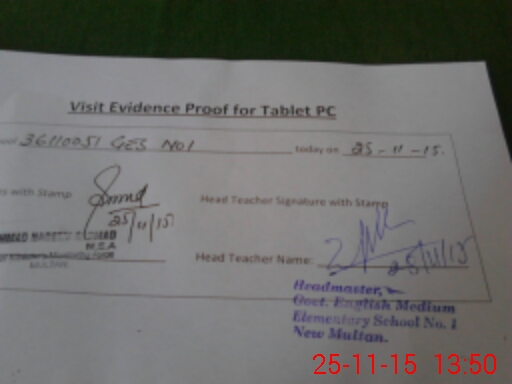 Visit Evidence Proof for Tablet PC
36110051 GES NO1 today on 25-11-15.
with Stamp
25/11/15
M.E.A
Head Teacher Signature with Stamp
Head Teacher Name:
25/11/15
Headmaster,
Govt. English Medium
Elementary School No. 1
New Multan.
25-11-15 13:50